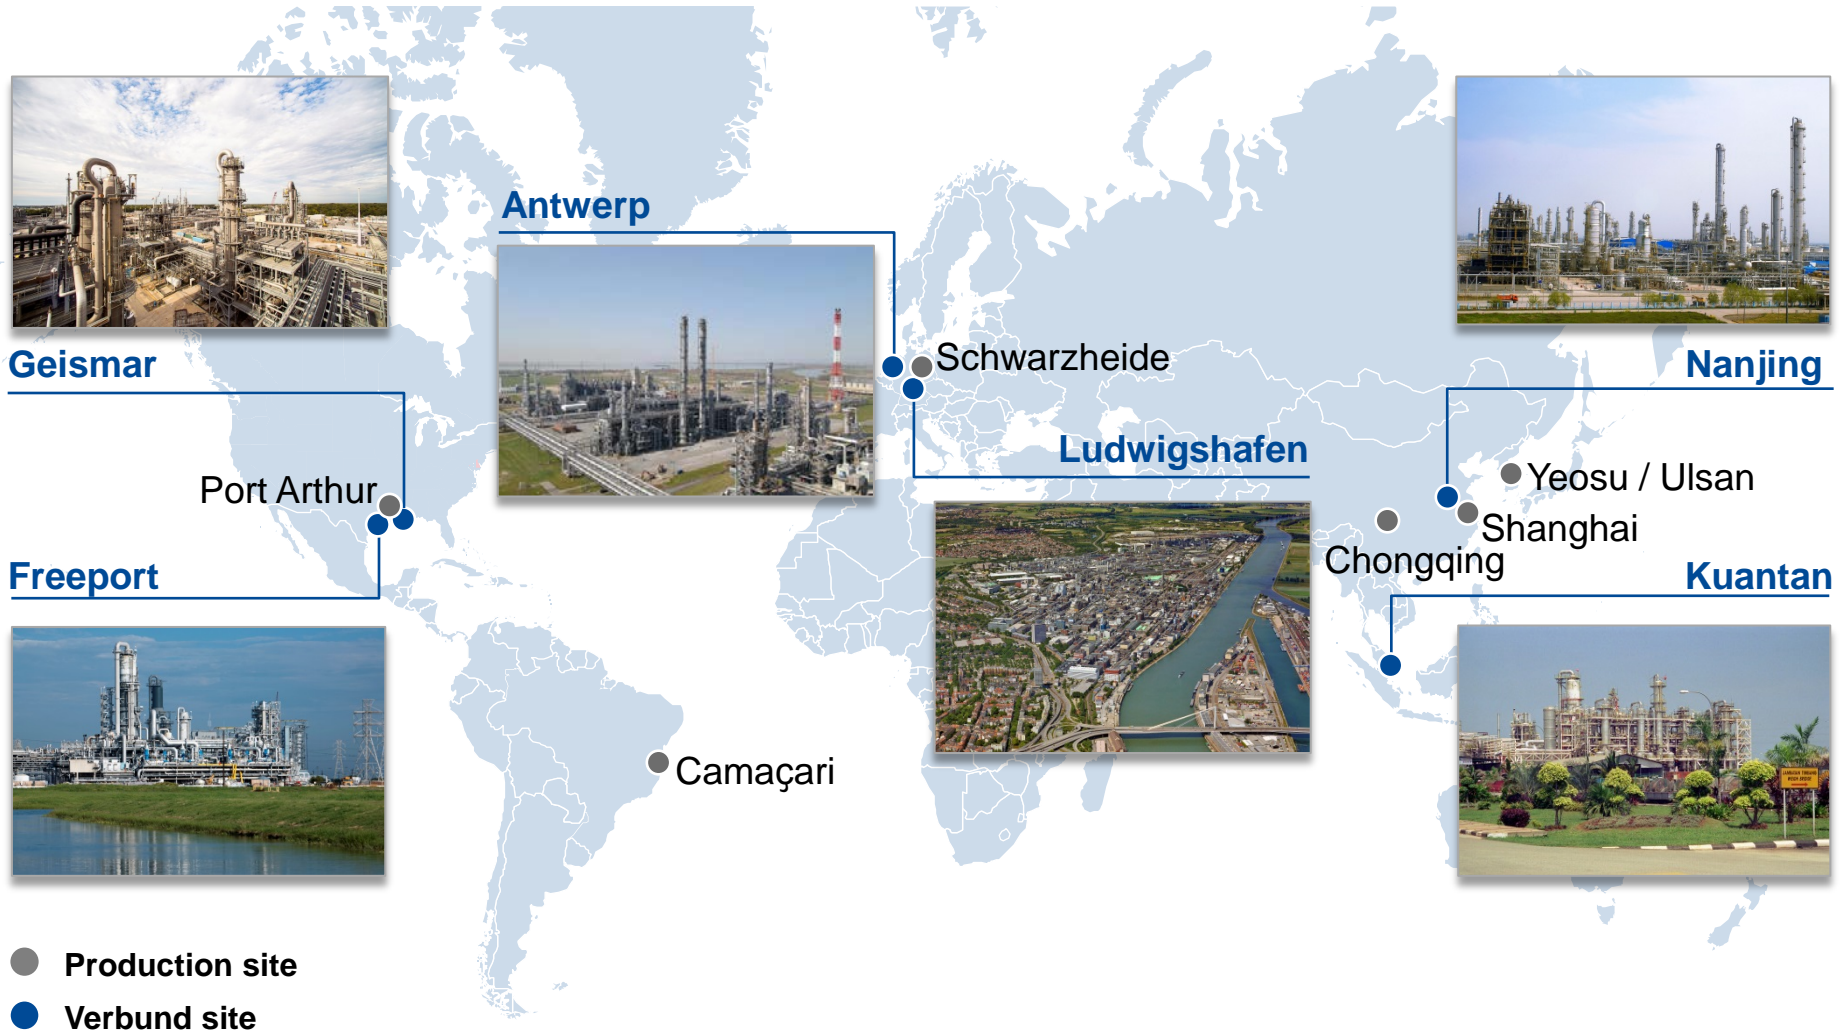 Antwerp
Geismar
Schwarzheide
Nanjing
Ludwigshafen
Port Arthur
Yeosu / Ulsan
Shanghai
Chongqing
Freeport
Kuantan
Camaçari
Production site
Verbund site